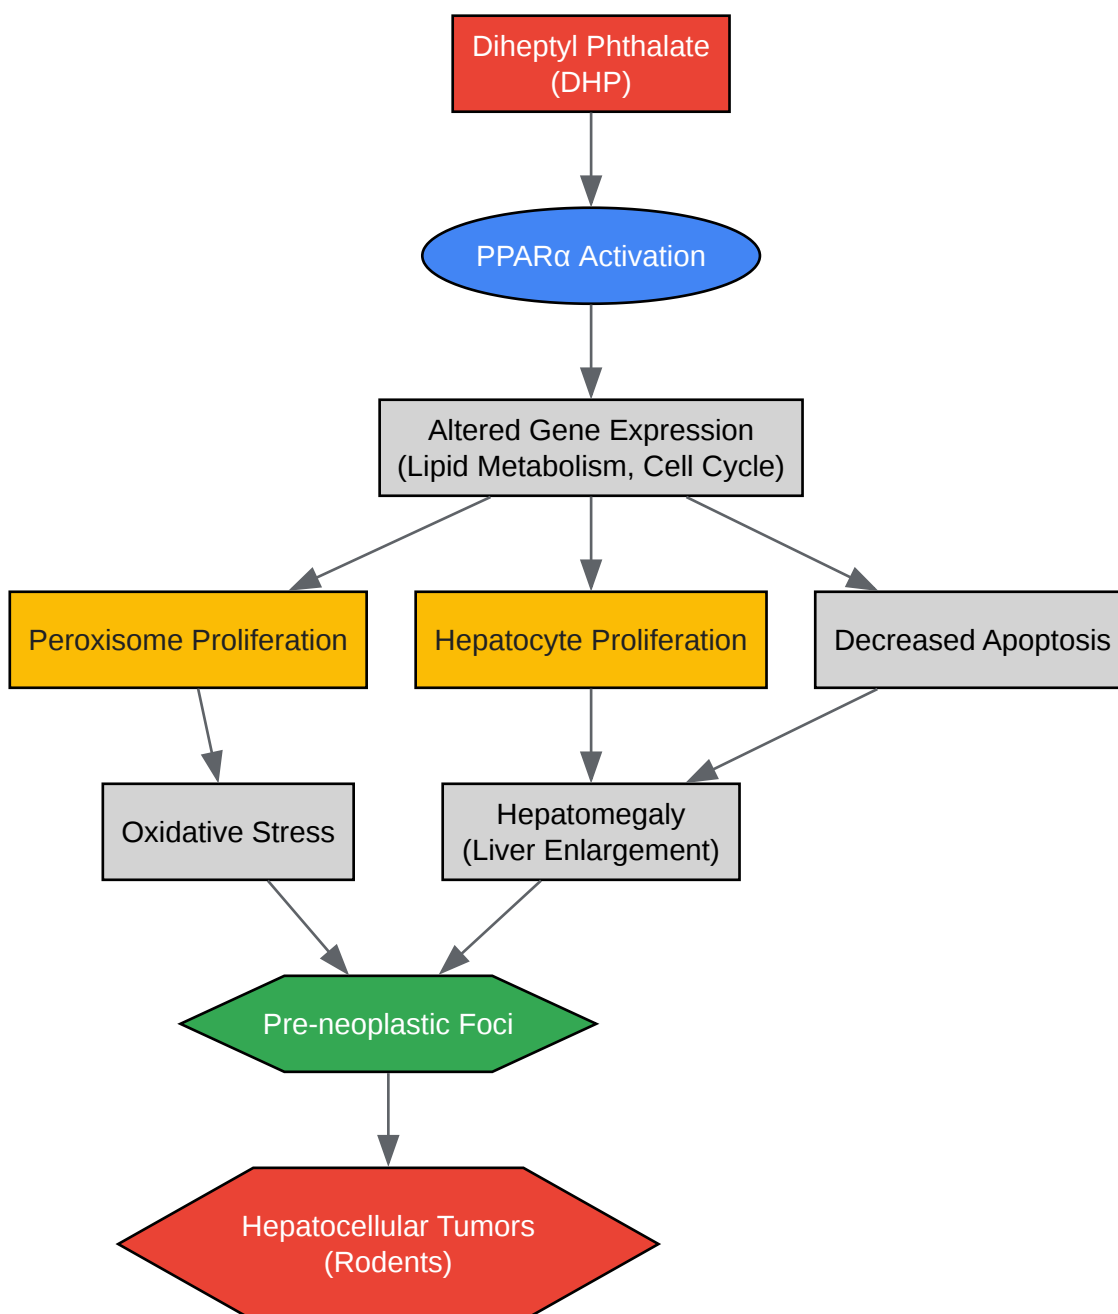 Diheptyl Phthalate
(DHP)
PPARα Activation
Altered Gene Expression
(Lipid Metabolism, Cell Cycle)
Peroxisome Proliferation
Hepatocyte Proliferation
Decreased Apoptosis
Oxidative Stress
Hepatomegaly
(Liver Enlargement)
Pre-neoplastic Foci
Hepatocellular Tumors
(Rodents)